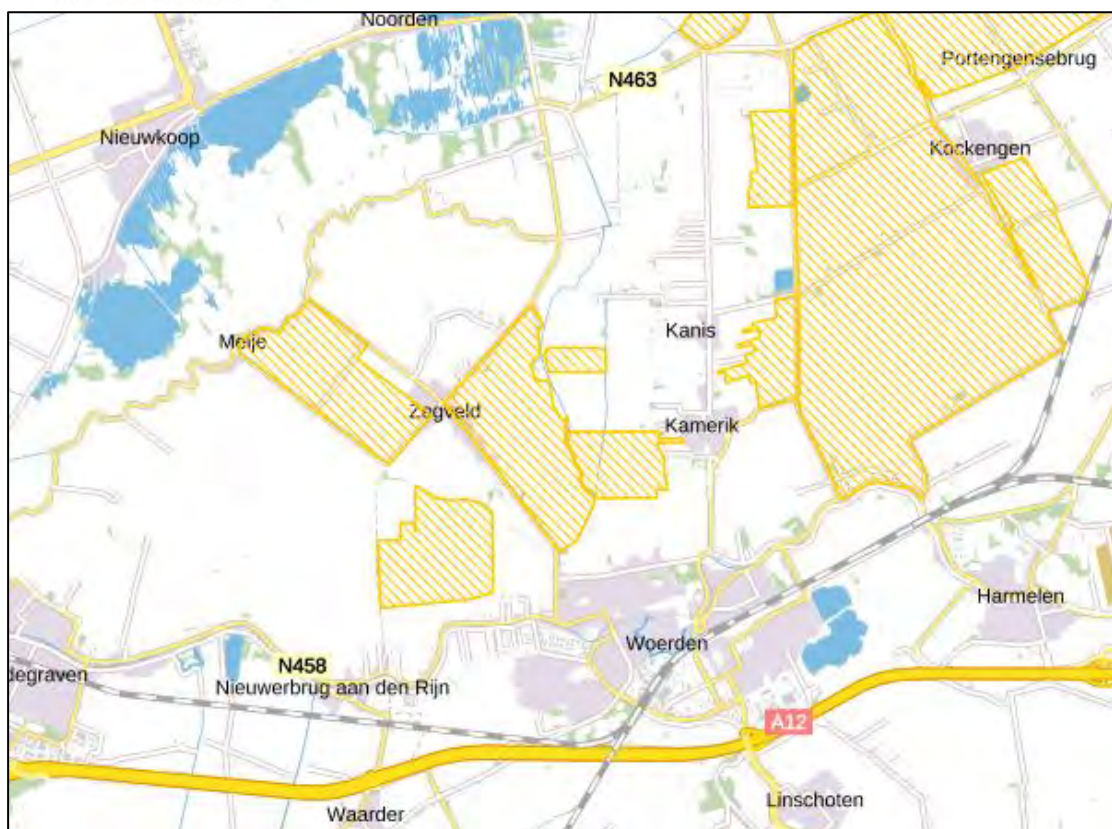 Noorden
Portengensebrug
N463
Nieuwkoop
Kockengen
Kanis
Meije
Zegveld
Kamerik
Harmelen
Woerden
N458
degraven
Nieuwerbrug aan den Rijn
A12
Linschoten
Waarder